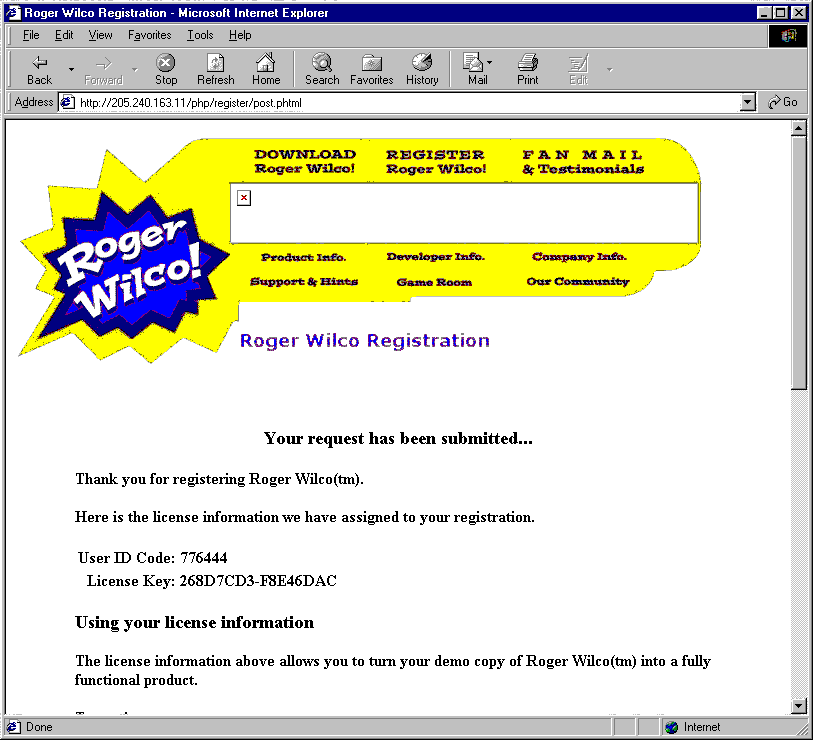 Roger Wilco Registration - Microsoft Internet Explorer
File Edit View Favorites Tools Help
Back Forward Stop Refresh Home Search Favorites History Mail Print Edit
Address http://205.240.163.11/php/register/post.phtml Go
DOWNLOAD REGISTER FAN MAIL
Roger Wilco! Roger Wilco! & Testimonials
Roger
Wilco!
Product Info. Developer Info. Company Info.
Support & Hints Game Room Our Community
Roger Wilco Registration
Your request has been submitted...
Thank you for registering Roger Wilco(tm).
Here is the license information we have assigned to your registration.
User ID Code: 776444
License Key: 268D7CD3-F8E46DAC
Using your license information
The license information above allows you to turn your demo copy of Roger Wilco(tm) into a fully
functional product.
Done Internet